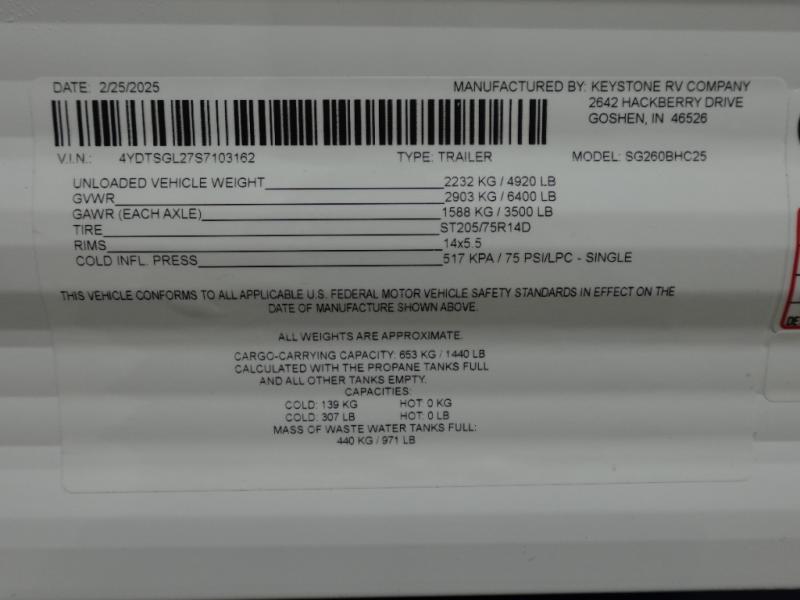 DATE: 2/25/2025
MANUFACTURED BY: KEYSTONE RV COMPANY
2642 HACKBERRY DRIVE
GOSHEN, IN 46526
V.I.N.: 4YDTSGL27S7103162 TYPE: TRAILER MODEL: SG260BHC25
UNLOADED VEHICLE WEIGHT 2232 KG / 4920 LB
GVWR 2903 KG / 6400 LB
GAWR (EACH AXLE) 1588 KG / 3500 LB
TIRE ST205/75R14D
RIMS 14x5.5
COLD INFL. PRESS 517 KPA / 75 PSI/LPC - SINGLE
THIS VEHICLE CONFORMS TO ALL APPLICABLE U.S. FEDERAL MOTOR VEHICLE SAFETY STANDARDS IN EFFECT ON THE
DATE OF MANUFACTURE SHOWN ABOVE.
ALL WEIGHTS ARE APPROXIMATE.
CARGO-CARRYING CAPACITY: 653 KG / 1440 LB
CALCULATED WITH THE PROPANE TANKS FULL
AND ALL OTHER TANKS EMPTY.
CAPACITIES:
COLD: 139 KG HOT: 0 KG
COLD: 307 LB HOT: 0 LB
MASS OF WASTE WATER TANKS FULL:
440 KG / 971 LB